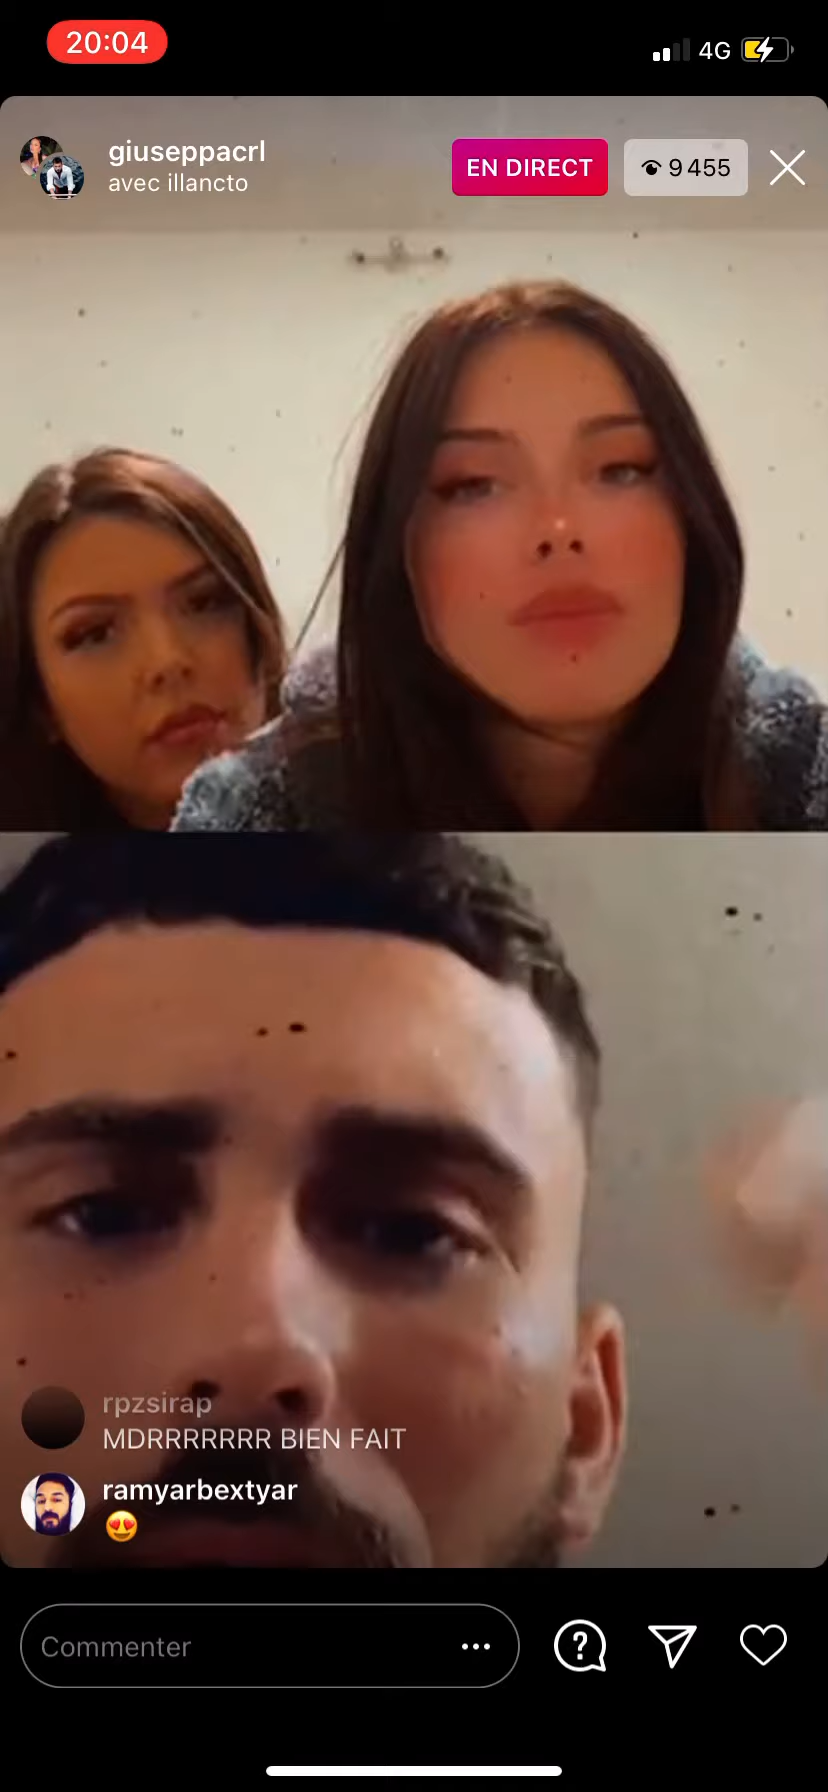 20:04
4G
giuseppacrl
avec illancto
EN DIRECT
9 455
rpzsirap
MDRRRRRRR BIEN FAIT
ramyarbextyar
😍
Commenter